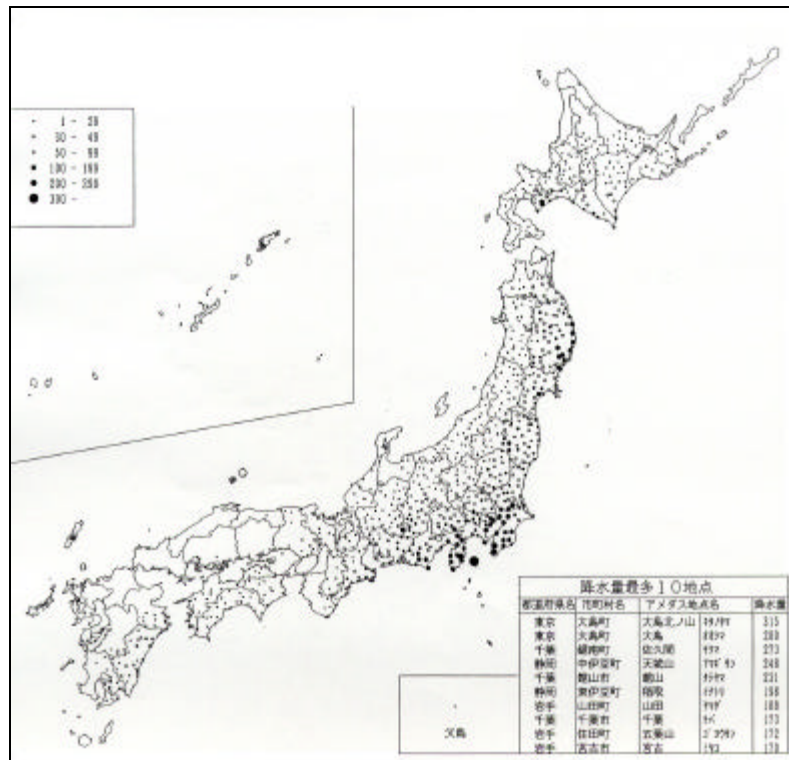 1 -
30 - 49
50 - 99
100 - 199
200 -
300 -
父島
降水量最多10地点
都道府県名 市町村名 アメダス地点名 降水量
東京 大島町 大島北ノ山 315
東京 大島町 大島
千葉 佐久間 273
静岡 中伊豆町 天城山 248
千葉 館山市 館山 231
静岡 東伊豆町 稲取
岩手 山田町 山田
千葉 千葉市 千葉 173
岩手 住田町 五葉山 172
岩手 宮古市 宮古 170